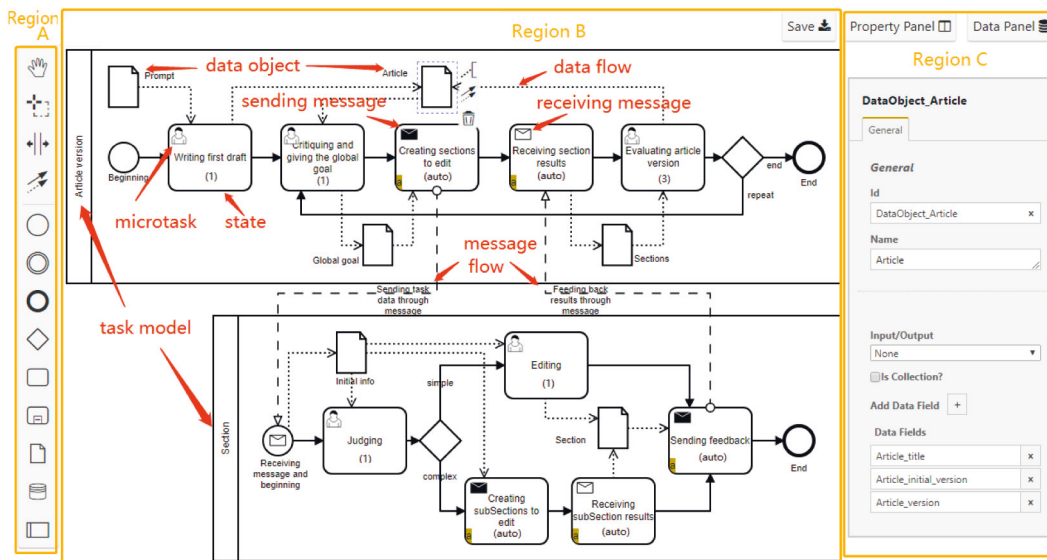 Region
A
Region B
Save
Property Panel
Data Panel
Region C
Article version
Prompt
data object
Article
data flow
sending message
receiving message
Writing first draft
(1)
Critiquing and
giving the global
goal
(1)
Creating sections
to edit
(auto)
Receiving section
results
(auto)
Evaluating article
version
(3)
Beginning
end
End
repeat
microtask
state
Global goal
Sections
message
flow
Sending task
data through
message
Feeding back
results through
message
task model
Section
Initial info
simple
Editing
(1)
Judging
(1)
Section
Sending feedback
(auto)
End
Receiving
message and
beginning
complex
Creating
subSections to
edit
(auto)
Receiving
subSection results
(auto)
DataObject_Article
General
General
Id
DataObject_Article
x
Name
Article
Input/Output
None
Is Collection?
Add Data Field +
Data Fields
Article_title x
Article_initial_version x
Article_version x